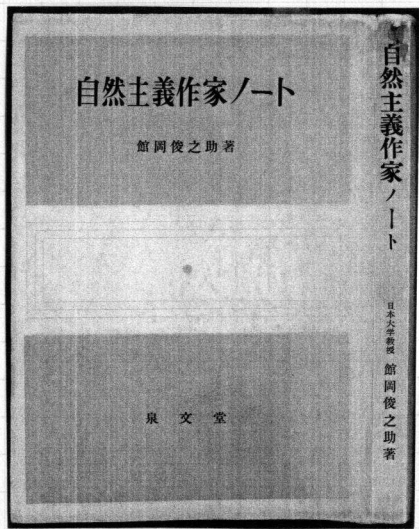 自然主義作家ノート
館岡俊之助著
泉文堂
自然主義作家ノート
日本大学教授 館岡俊之助著